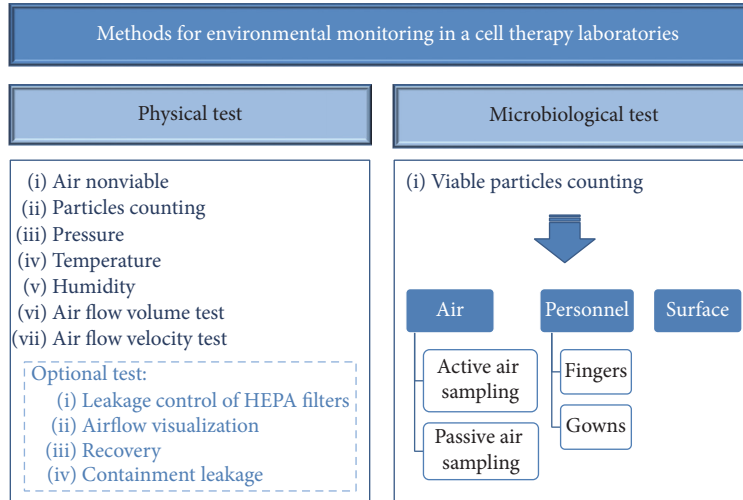 Methods for environmental monitoring in a cell therapy laboratories
Physical test
(i) Air nonviable
(ii) Particles counting
(iii) Pressure
(iv) Temperature
(v) Humidity
(vi) Air flow volume test
(vii) Air flow velocity test
Optional test:
(i) Leakage control of HEPA filters
(ii) Airflow visualization
(iii) Recovery
(iv) Containment leakage
Microbiological test
(i) Viable particles counting
Air
Active air
sampling
Passive air
sampling
Personnel
Fingers
Gowns
Surface